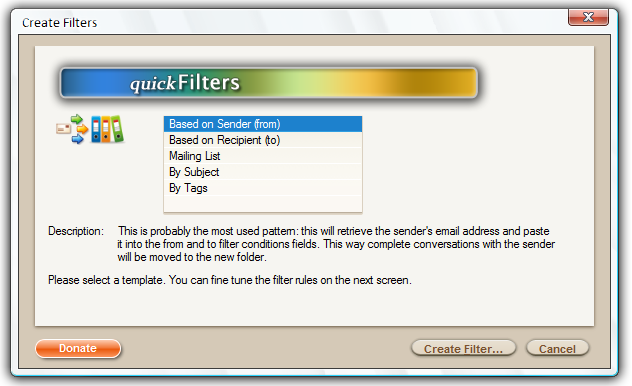 Create Filters
quickFilters
Based on Sender (from)
Based on Recipient (to)
Mailing List
By Subject
By Tags
Description: This is probably the most used pattern: this will retrieve the sender's email address and paste
it into the from and to filter conditions fields. This way complete conversations with the sender
will be moved to the new folder.
Please select a template. You can fine tune the filter rules on the next screen.
Donate
Create Filter...
Cancel